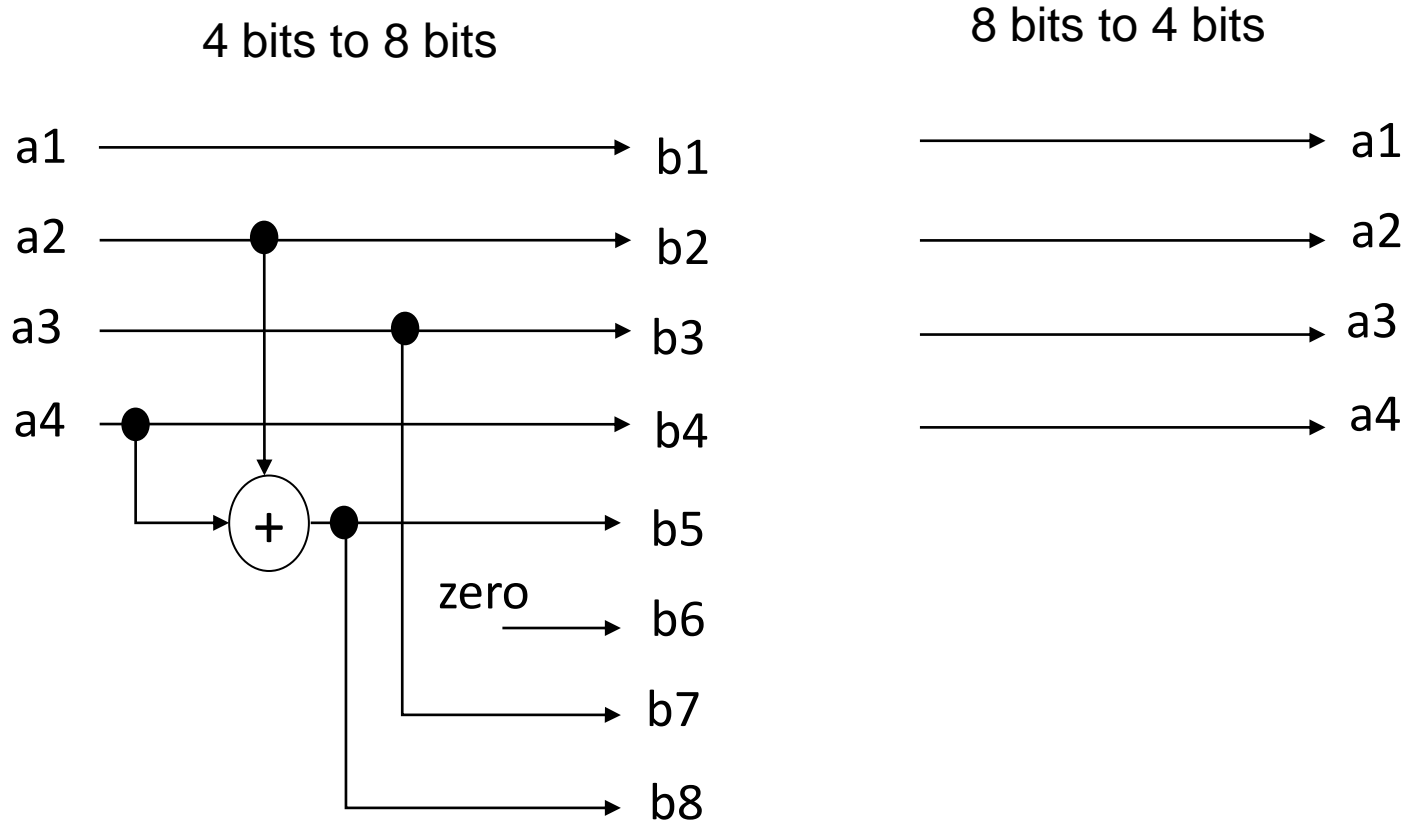 4 bits to 8 bits
a1
b1
a2
b2
a3
b3
a4
b4
+
b5
zero
b6
b7
b8
8 bits to 4 bits
a1
a2
a3
a4